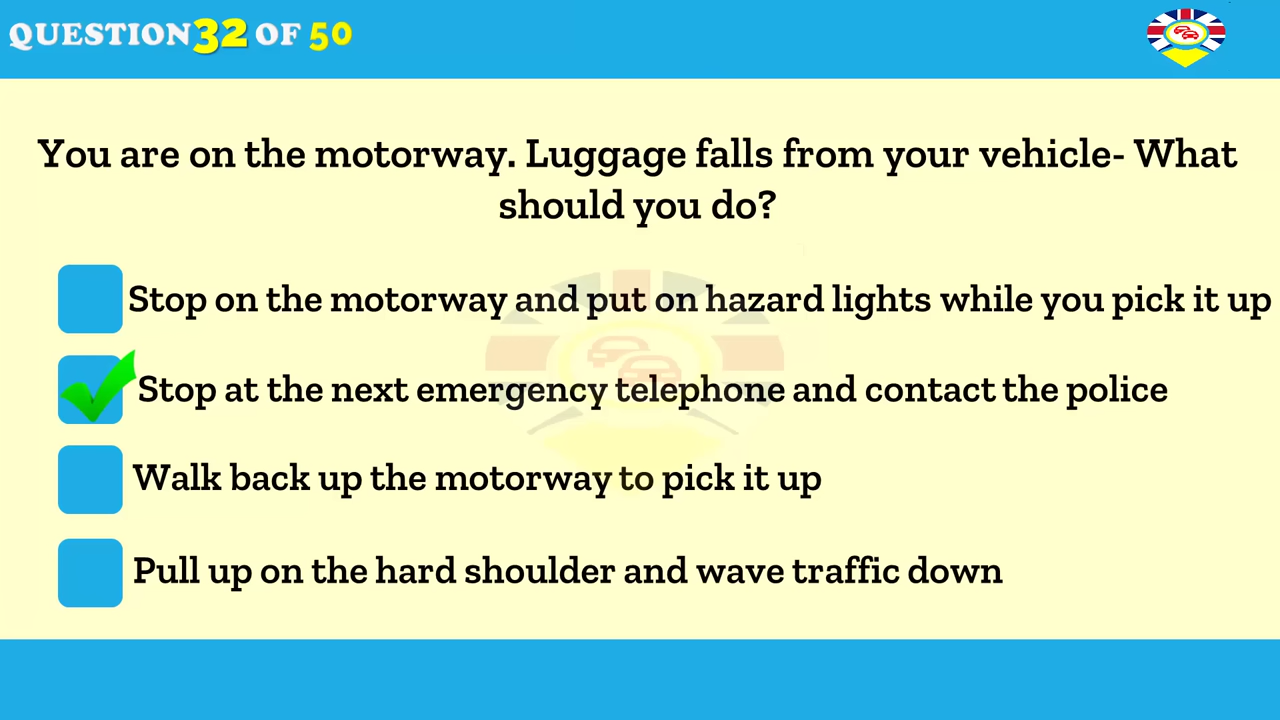 QUESTION 32 OF 50
You are on the motorway. Luggage falls from your vehicle- What
should you do?
Stop on the motorway and put on hazard lights while you pick it up
Stop at the next emergency telephone and contact the police
Walk back up the motorway to pick it up
Pull up on the hard shoulder and wave traffic down